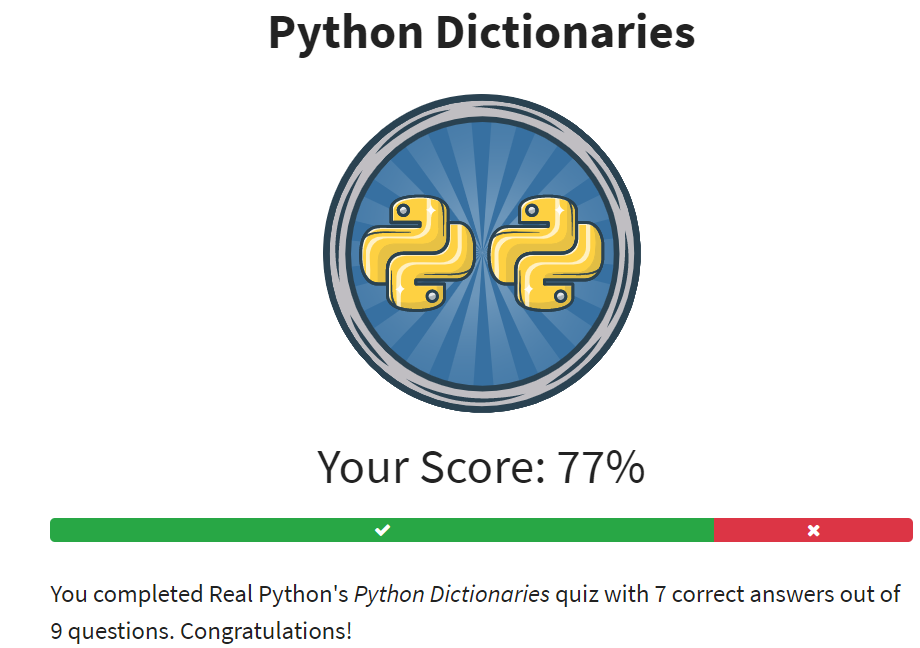 Python Dictionaries
Your Score: 77%
You completed Real Python's Python Dictionaries quiz with 7 correct answers out of
9 questions. Congratulations!